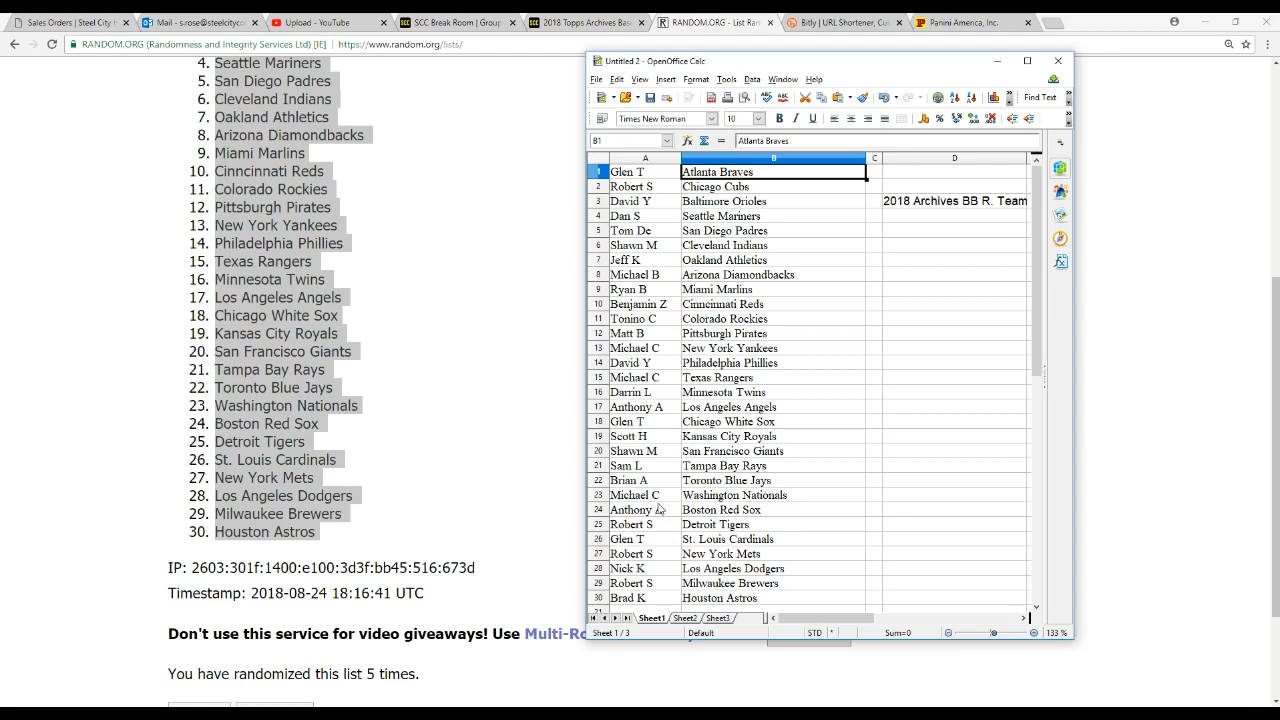 Sales Orders | Steel City H
Mail - s.rose@steelcityco
Upload - YouTube
SCC Break Room | Group
2018 Topps Archives Base
RANDOM.ORG - List Ran
Bitly | URL Shortener, Cus
Panini America, Inc.
RANDOM.ORG (Randomness and Integrity Services Ltd) [IE] | https://www.random.org/lists/
4. Seattle Mariners
5. San Diego Padres
6. Cleveland Indians
7. Oakland Athletics
8. Arizona Diamondbacks
9. Miami Marlins
10. Cinncinnati Reds
11. Colorado Rockies
12. Pittsburgh Pirates
13. New York Yankees
14. Philadelphia Phillies
15. Texas Rangers
16. Minnesota Twins
17. Los Angeles Angels
18. Chicago White Sox
19. Kansas City Royals
20. San Francisco Giants
21. Tampa Bay Rays
22. Toronto Blue Jays
23. Washington Nationals
24. Boston Red Sox
25. Detroit Tigers
26. St. Louis Cardinals
27. New York Mets
28. Los Angeles Dodgers
29. Milwaukee Brewers
30. Houston Astros
IP: 2603:301f:1400:e100:3d3f:bb45:516:673d
Timestamp: 2018-08-24 18:16:41 UTC
Don't use this service for video giveaways! Use Multi-Ro
You have randomized this list 5 times.
Untitled 2 - OpenOffice Calc
File Edit View Insert Format Tools Data Window Help
Find Text
Times New Roman 10
B1 Atlanta Braves
A B C D
1 Glen T Atlanta Braves
2 Robert S Chicago Cubs
3 David Y Baltimore Orioles 2018 Archives BB R. Team
4 Dan S Seattle Mariners
5 Tom De San Diego Padres
6 Shawn M Cleveland Indians
7 Jeff K Oakland Athletics
8 Michael B Arizona Diamondbacks
9 Ryan B Miami Marlins
10 Benjamin Z Cinncinnati Reds
11 Tonino C Colorado Rockies
12 Matt B Pittsburgh Pirates
13 Michael C New York Yankees
14 David Y Philadelphia Phillies
15 Michael C Texas Rangers
16 Darrin L Minnesota Twins
17 Anthony A Los Angeles Angels
18 Glen T Chicago White Sox
19 Scott H Kansas City Royals
20 Shawn M San Francisco Giants
21 Sam L Tampa Bay Rays
22 Brian A Toronto Blue Jays
23 Michael C Washington Nationals
24 Anthony A Boston Red Sox
25 Robert S Detroit Tigers
26 Glen T St. Louis Cardinals
27 Robert S New York Mets
28 Nick K Los Angeles Dodgers
29 Robert S Milwaukee Brewers
30 Brad K Houston Astros
Sheet1 Sheet2 Sheet3
Sheet 1 / 3 Default STD * Sum=0 133 %